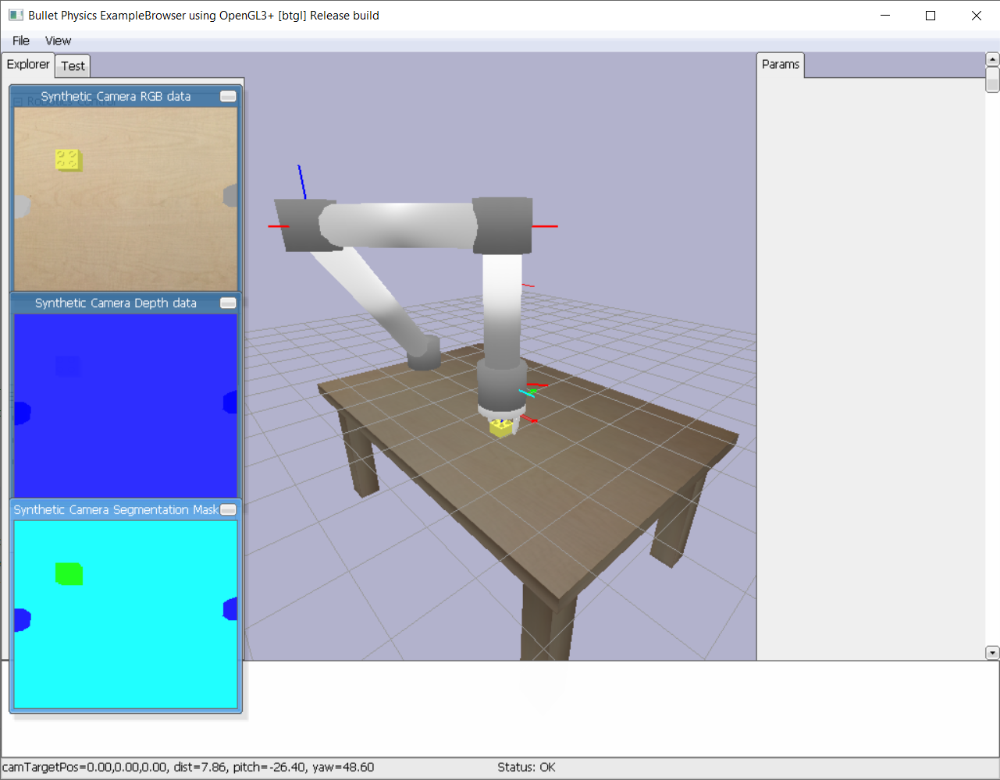 Bullet Physics ExampleBrowser using OpenGL3+ [btgl] Release build
File View
Explorer Test
Params
Synthetic Camera RGB data
Robotics Control
Synthetic Camera Depth data
Synthetic Camera Segmentation Mask
camTargetPos=0.00,0.00,0.00, dist=7.86, pitch=-26.40, yaw=48.60
Status: OK